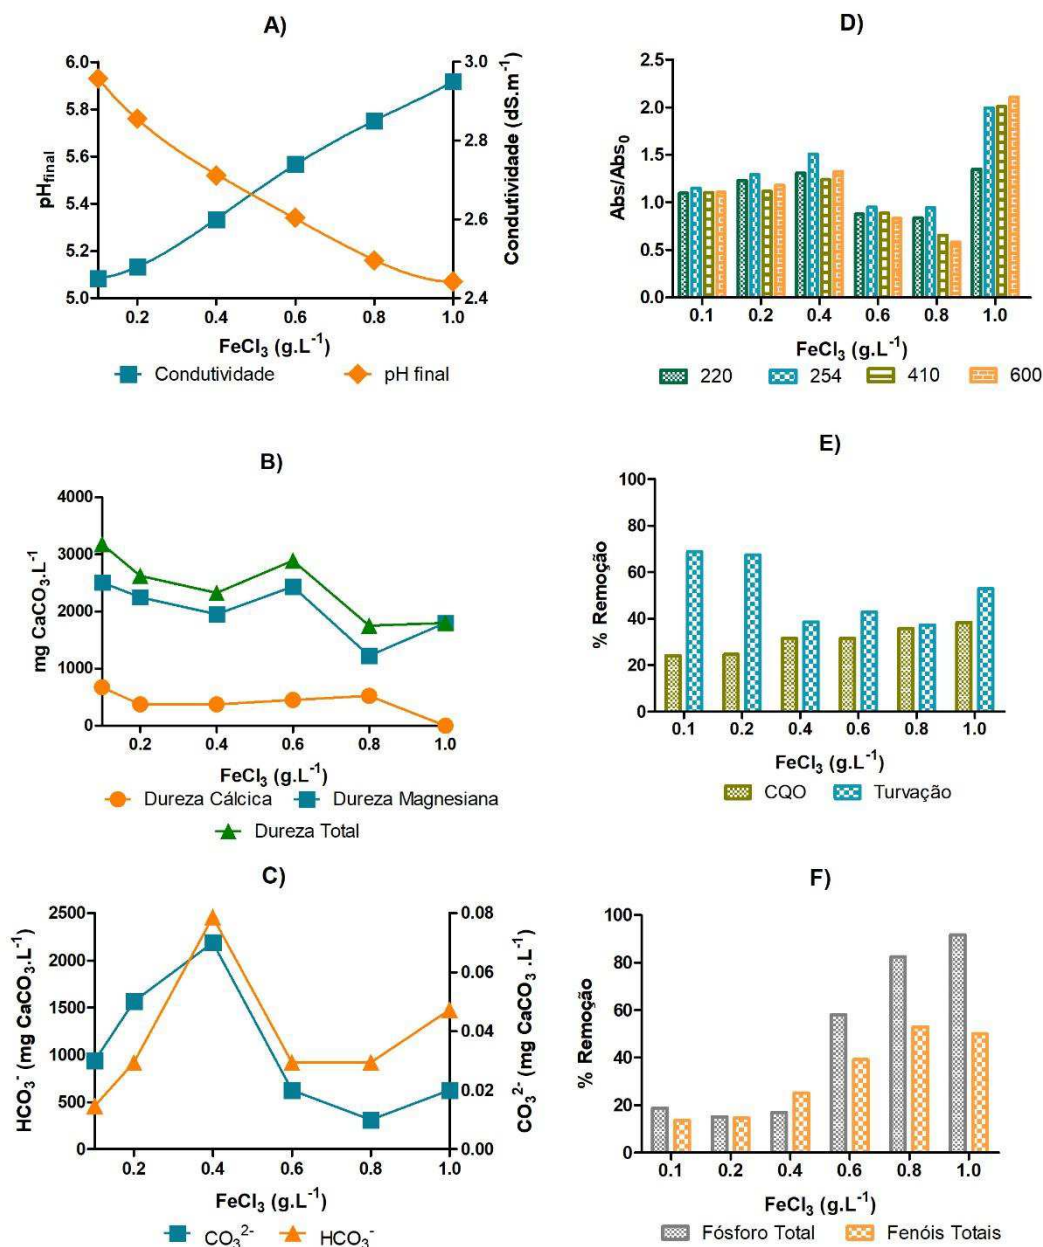 A)
6.0
5.8
5.6
5.4
5.2
5.0
pH_final
3.0
2.8
2.6
2.4
Condutividade (dS.m⁻¹)
0.2 0.4 0.6 0.8 1.0
FeCl₃ (g.L⁻¹)
Condutividade pH final
D)
2.5
2.0
1.5
1.0
0.5
0.0
Abs/Abs₀
0.1 0.2 0.4 0.6 0.8 1.0
FeCl₃ (g.L⁻¹)
220 254 410 600
B)
4000
3000
2000
1000
0
mg CaCO₃.L⁻¹
0.2 0.4 0.6 0.8 1.0
FeCl₃ (g.L⁻¹)
Dureza Cálcica Dureza Magnesiana
Dureza Total
E)
100
80
60
40
20
0
% Remoção
0.1 0.2 0.4 0.6 0.8 1.0
FeCl₃ (g.L⁻¹)
CQO Turvação
C)
2500
2000
1500
1000
500
0
HCO₃⁻ (mg CaCO₃.L⁻¹)
0.08
0.06
0.04
0.02
0.00
CO₃²⁻ (mg CaCO₃ .L⁻¹)
0.2 0.4 0.6 0.8 1.0
FeCl₃ (g.L⁻¹)
CO₃²⁻ HCO₃⁻
F)
100
80
60
40
20
0
% Remoção
0.1 0.2 0.4 0.6 0.8 1.0
FeCl₃ (g.L⁻¹)
Fósforo Total Fenóis Totais